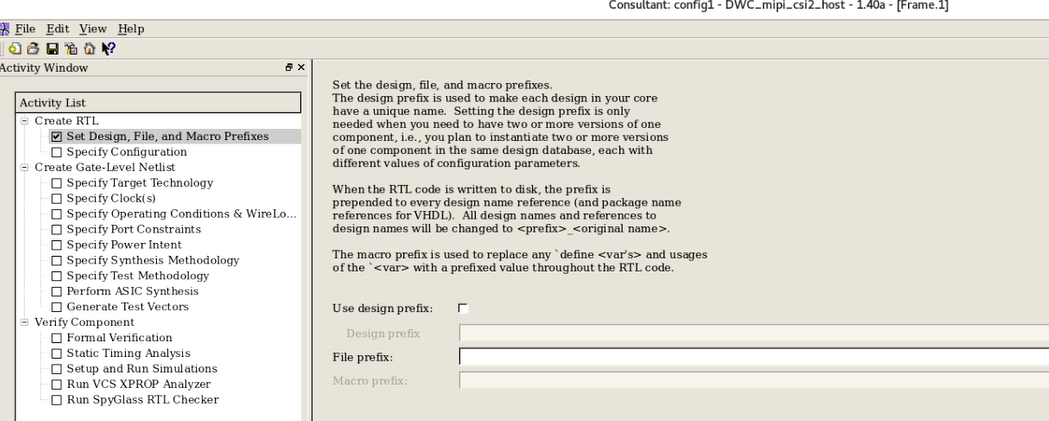 Consultant: config1 - DWC_mipi_csi2_host - 1.40a - [Frame.1]
File Edit View Help
Activity Window
Activity List
Create RTL
Set Design, File, and Macro Prefixes
Specify Configuration
Create Gate-Level Netlist
Specify Target Technology
Specify Clock(s)
Specify Operating Conditions & WireLo...
Specify Port Constraints
Specify Power Intent
Specify Synthesis Methodology
Specify Test Methodology
Perform ASIC Synthesis
Generate Test Vectors
Verify Component
Formal Verification
Static Timing Analysis
Setup and Run Simulations
Run VCS XPROP Analyzer
Run SpyGlass RTL Checker
Set the design, file, and macro prefixes.
The design prefix is used to make each design in your core
have a unique name. Setting the design prefix is only
needed when you need to have two or more versions of one
component, i.e., you plan to instantiate two or more versions
of one component in the same design database, each with
different values of configuration parameters.
When the RTL code is written to disk, the prefix is
prepended to every design name reference (and package name
references for VHDL). All design names and references to
design names will be changed to <prefix>_<original name>.
The macro prefix is used to replace any `define <var's> and usages
of the `<var> with a prefixed value throughout the RTL code.
Use design prefix:
Design prefix
File prefix:
Macro prefix: